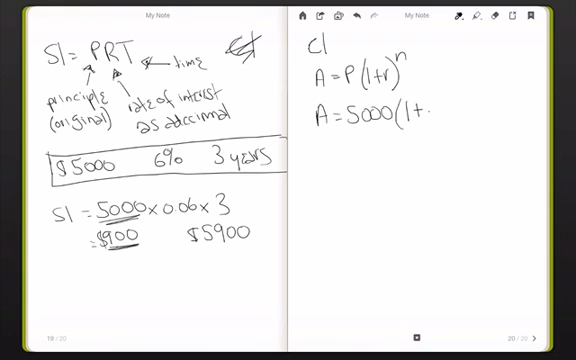 My Note
My Note
SI = PRT
time
principle
(original)
rate of interest
as a decimal
$5000 6% 3 years
SI = 5000 x 0.06 x 3
= $900 $5900
19 / 20
CI
A = P (1+r)^n
A = 5000 (1+.
20 / 20